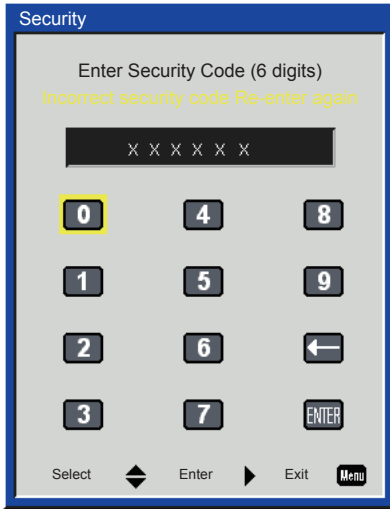 Security
Enter Security Code (6 digits)
Incorrect security code Re-enter again
X X X X X X
0 4 8
1 5 9
2 6
3 7 ENTER
Select Enter Exit Menu